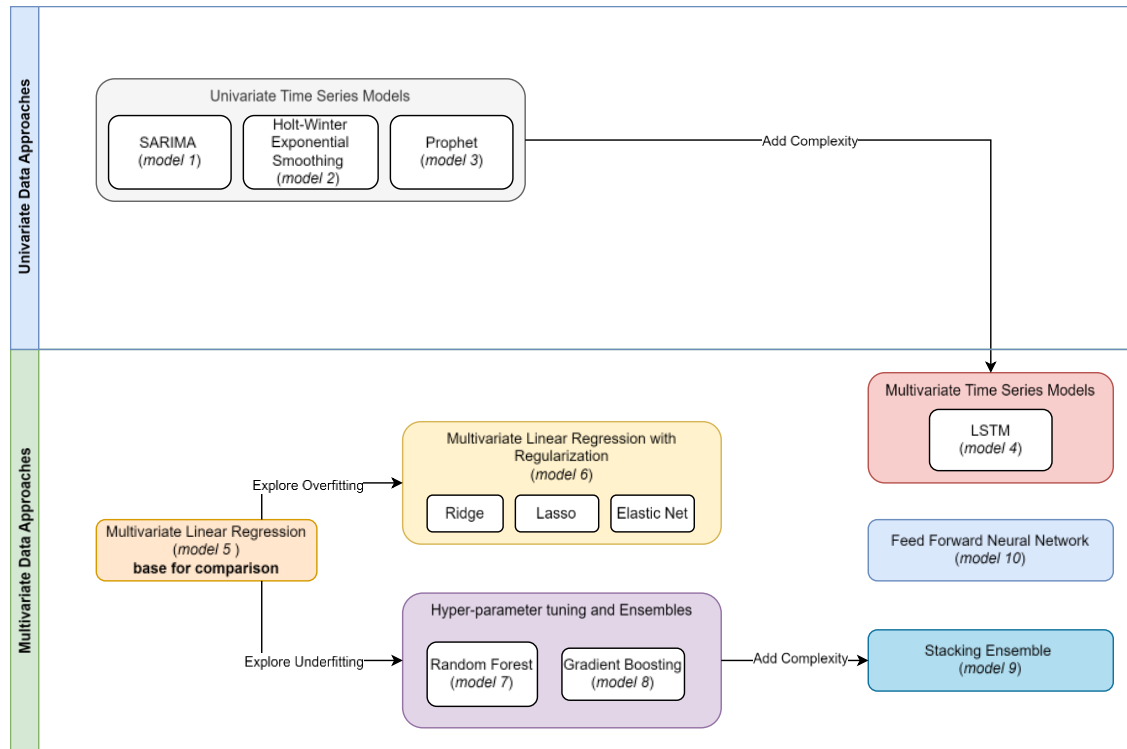 Univariate Data Approaches
Univariate Time Series Models
SARIMA
(model 1)
Holt-Winter
Exponential
Smoothing
(model 2)
Prophet
(model 3)
Add Complexity
Multivariate Data Approaches
Multivariate Time Series Models
LSTM
(model 4)
Multivariate Linear Regression with
Regularization
(model 6)
Ridge
Lasso
Elastic Net
Explore Overfitting
Multivariate Linear Regression
(model 5 )
base for comparison
Feed Forward Neural Network
(model 10)
Explore Underfitting
Hyper-parameter tuning and Ensembles
Random Forest
(model 7)
Gradient Boosting
(model 8)
Add Complexity
Stacking Ensemble
(model 9)